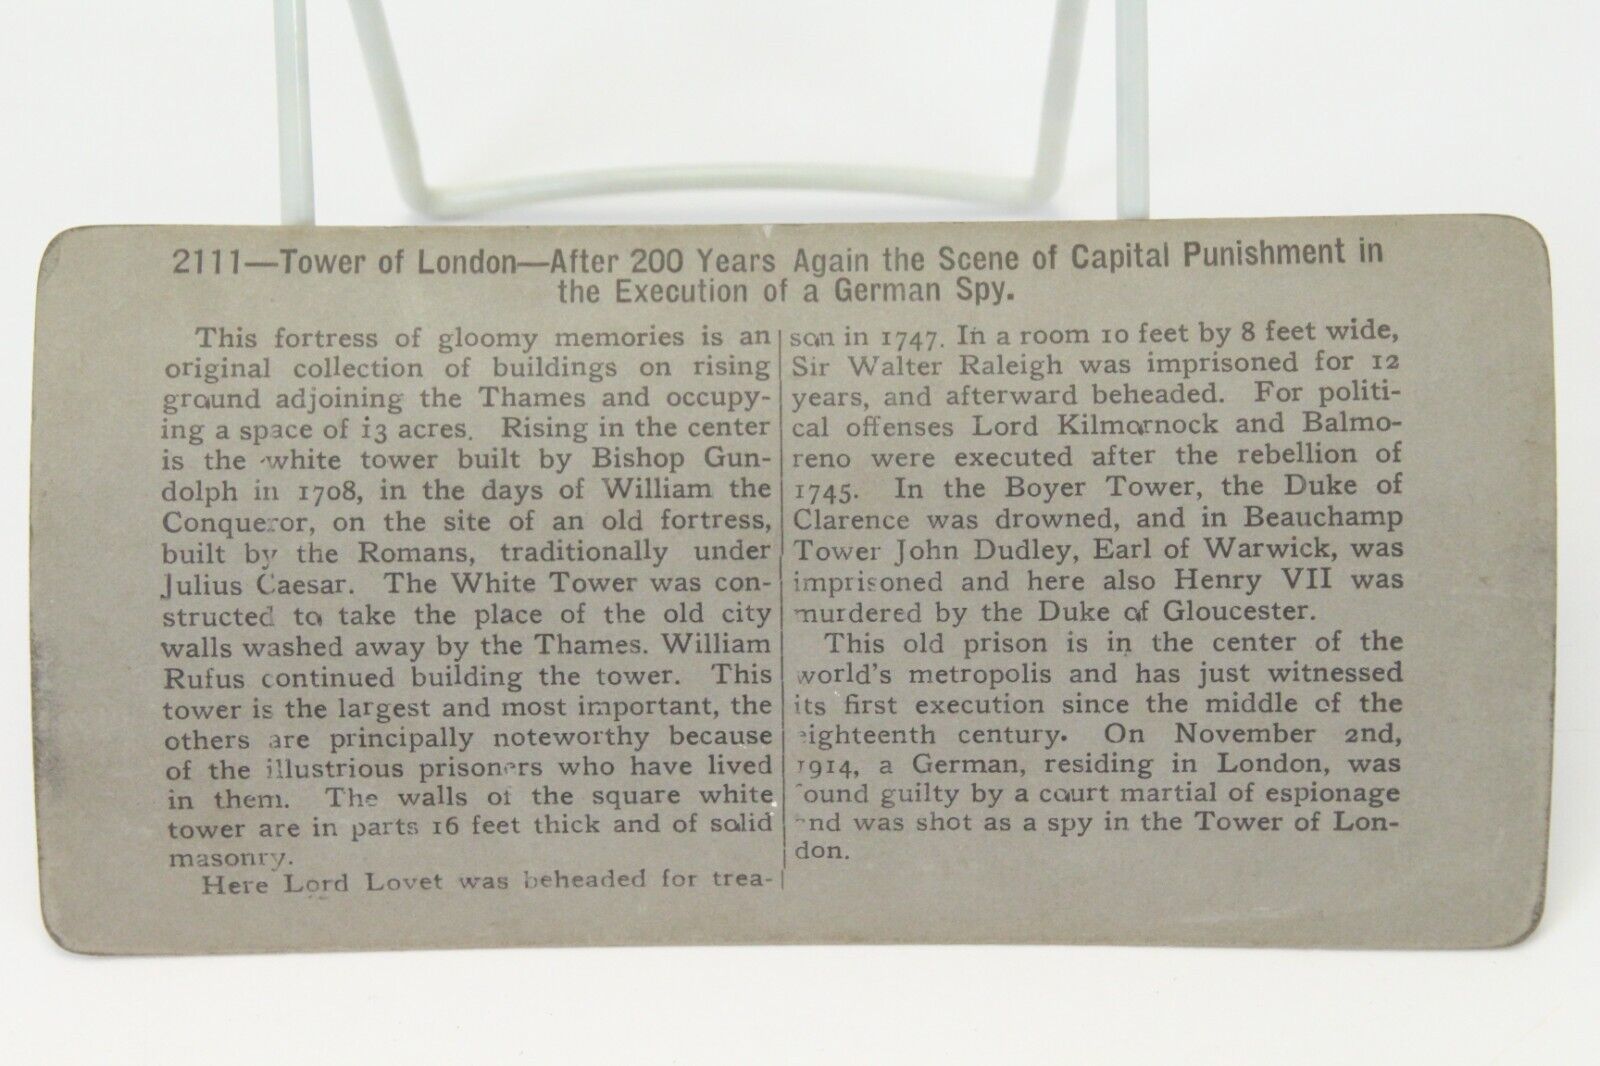 2111—Tower of London—After 200 Years Again the Scene of Capital Punishment in
the Execution of a German Spy.
This fortress of gloomy memories is an
original collection of buildings on rising
ground adjoining the Thames and occupy-
ing a space of 13 acres. Rising in the center
is the white tower built by Bishop Gun-
dolph in 1708, in the days of William the
Conqueror, on the site of an old fortress,
built by the Romans, traditionally under
Julius Caesar. The White Tower was con-
structed to take the place of the old city
walls washed away by the Thames. William
Rufus continued building the tower. This
tower is the largest and most important, the
others are principally noteworthy because
of the illustrious prisoners who have lived
in them. The walls of the square white
tower are in parts 16 feet thick and of solid
masonry.
Here Lord Lovet was beheaded for trea-
son in 1747. In a room 10 feet by 8 feet wide,
Sir Walter Raleigh was imprisoned for 12
years, and afterward beheaded. For politi-
cal offenses Lord Kilmarnock and Balmo-
reno were executed after the rebellion of
1745. In the Boyer Tower, the Duke of
Clarence was drowned, and in Beauchamp
Tower John Dudley, Earl of Warwick, was
imprisoned and here also Henry VII was
murdered by the Duke of Gloucester.
This old prison is in the center of the
world's metropolis and has just witnessed
its first execution since the middle of the
eighteenth century. On November 2nd,
1914, a German, residing in London, was
found guilty by a court martial of espionage
and was shot as a spy in the Tower of Lon-
don.